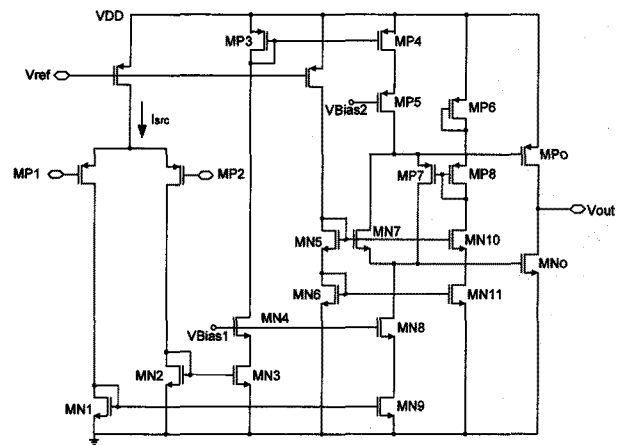 VDD
MP3
MP4
Vref
Isrc
VBias2
MP5
MP6
MP1
MP2
MP7
MP8
MPo
Vout
MN5
MN7
MN10
MNo
MN6
MN11
MN4
VBias1
MN8
MN2
MN3
MN1
MN9